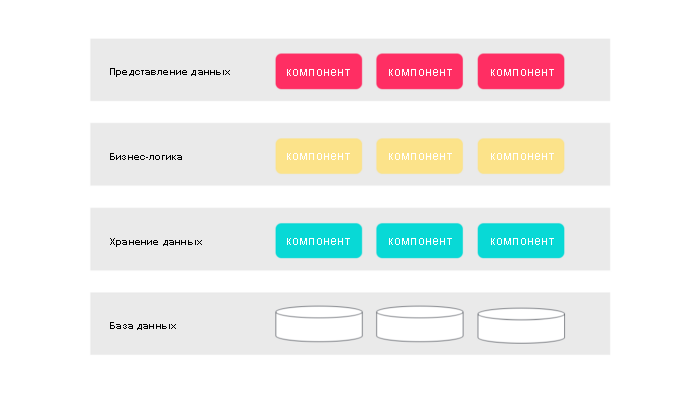 Представление данных
компонент компонент компонент
Бизнес-логика
компонент компонент компонент
Хранение данных
компонент компонент компонент
База данных